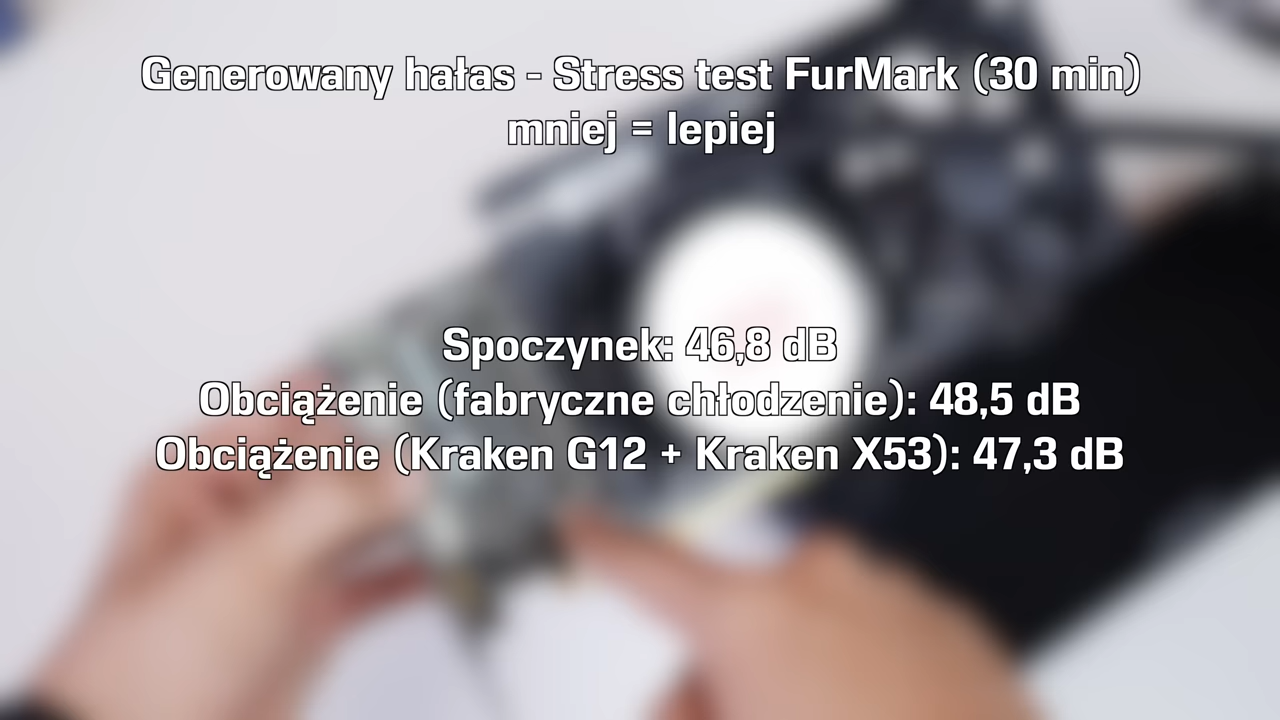 Generowany hałas - Stress test FurMark (30 min)
mniej = lepiej
Spoczynek: 46,8 dB
Obciążenie (fabryczne chłodzenie): 48,5 dB
Obciążenie (Kraken G12 + Kraken X53): 47,3 dB